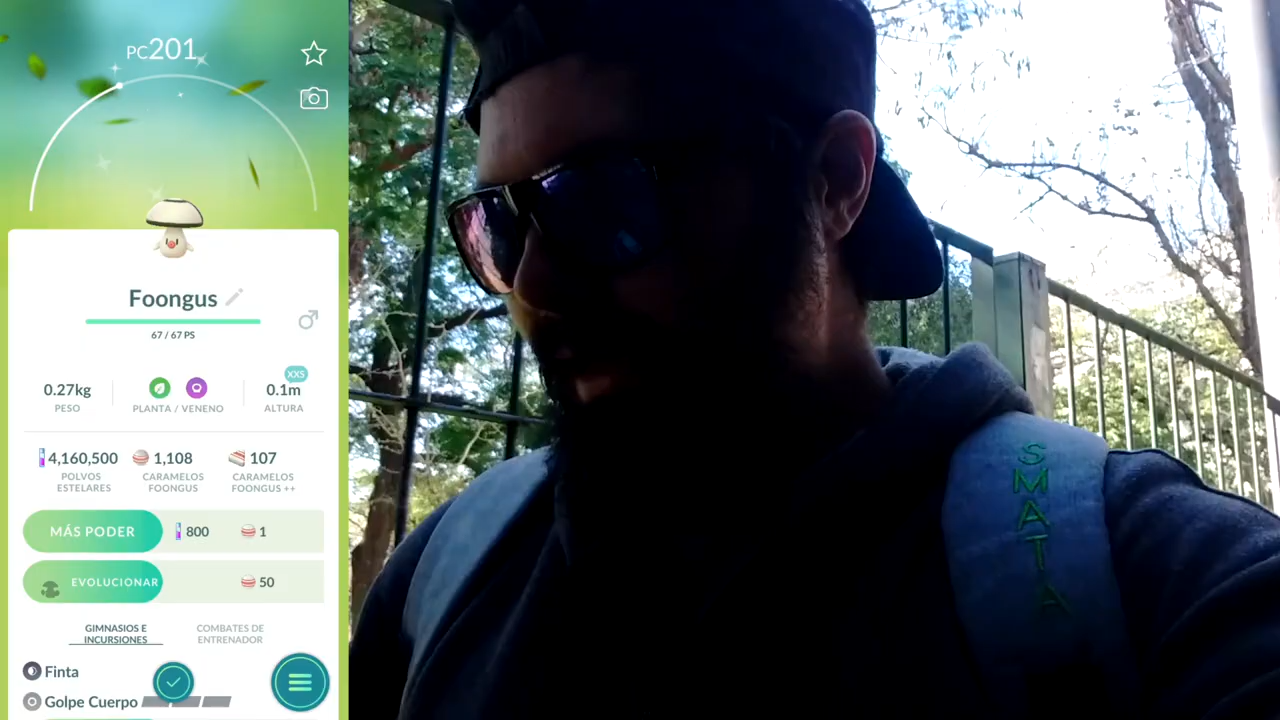 PC201
Foongus
67 / 67 PS
XXS
0.27kg
0.1m
PESO
PLANTA / VENENO
ALTURA
4,160,500
1,108
107
POLVOS
ESTELARES
CARAMELOS
FOONGUS
CARAMELOS
FOONGUS ++
MÁS PODER
800
1
EVOLUCIONAR
50
GIMNASIOS E
INCURSIONES
COMBATES DE
ENTRENADOR
Finta
Golpe Cuerpo
SMATA